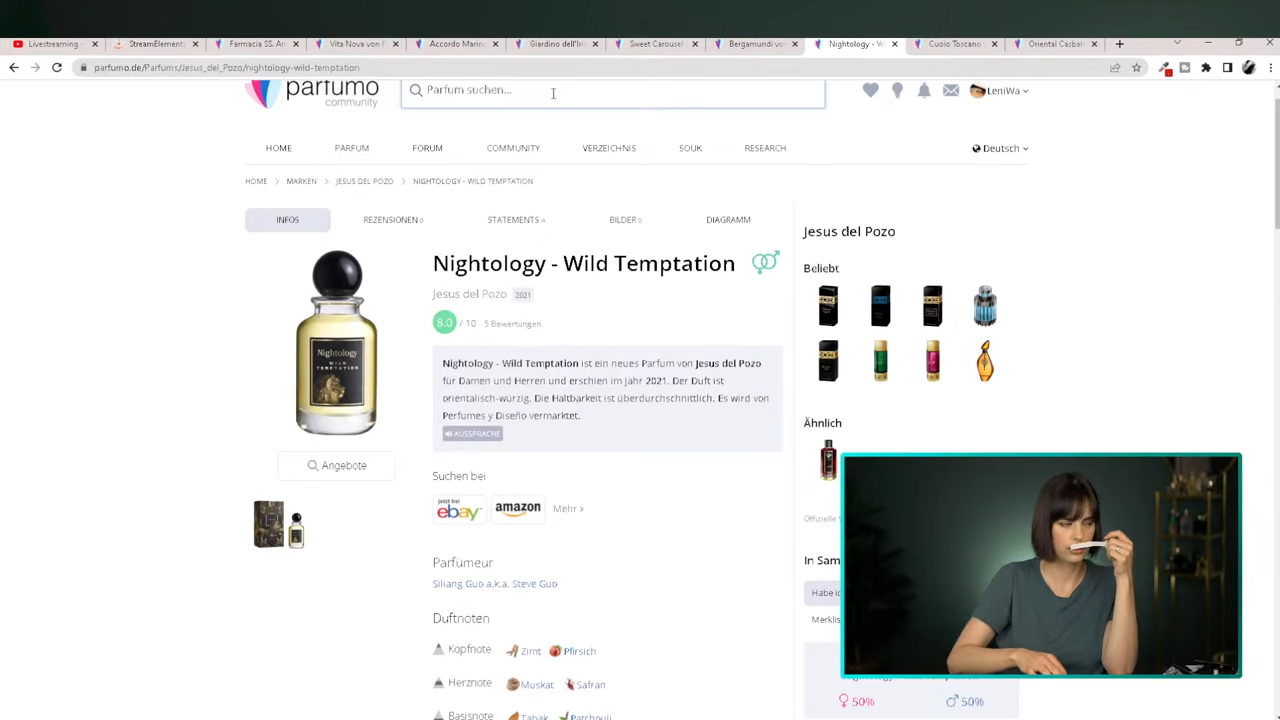 Livestreaming -
StreamElements
Farmacia SS. An
Vita Nova von F
Accordo Marino
Giardino dell'In
Sweet Carousel
Bergamundi vo
Nightology - W
Cuoio Toscano
Oriental Casbah
parfumo.de/Parfums/Jesus_del_Pozo/nightology-wild-temptation
parfumo
community
Parfum suchen...
LeniWa
HOME PARFUM FORUM COMMUNITY VERZEICHNIS SOUK RESEARCH Deutsch
HOME > MARKEN > JESUS DEL POZO > NIGHTOLOGY - WILD TEMPTATION
INFOS REZENSIONEN 0 STATEMENTS 4 BILDER 0 DIAGRAMM
Nightology - Wild Temptation
Jesus del Pozo 2021
8.0 / 10 5 Bewertungen
Nightology - Wild Temptation ist ein neues Parfum von Jesus del Pozo
für Damen und Herren und erschien im Jahr 2021. Der Duft ist
orientalisch-würzig. Die Haltbarkeit ist überdurchschnittlich. Es wird von
Perfumes y Diseño vermarktet.
AUSSPRACHE
Nightology
WILD
TEMPTATION
Angebote
Suchen bei
jetzt bei
ebay
amazon
Mehr >
Parfümeur
Siliang Guo a.k.a. Steve Guo
Duftnoten
Kopfnote Zimt Pfirsich
Herznote Muskat Safran
Basisnote Tabak Patchouli
Jesus del Pozo
Beliebt
Ähnlich
Offizielle
In Sam
Habe ic
Merklis
50% 50%